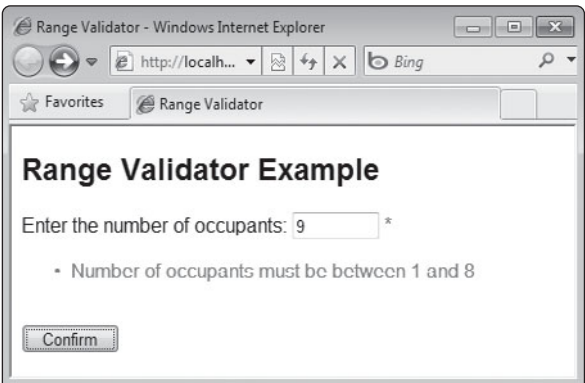 Range Validator - Windows Internet Explorer
http://localh...
Bing
Favorites
Range Validator
Range Validator Example
Enter the number of occupants: 9 *
• Number of occupants must be between 1 and 8
Confirm